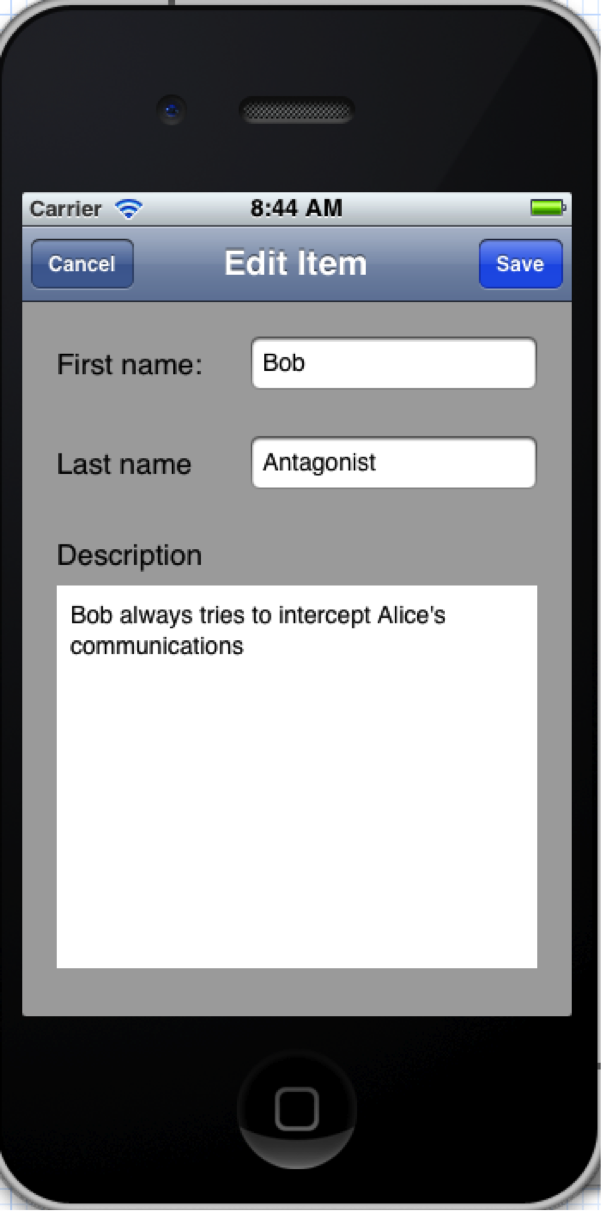 Carrier 8:44 AM
Cancel Edit Item Save
First name: Bob
Last name Antagonist
Description
Bob always tries to intercept Alice's
communications